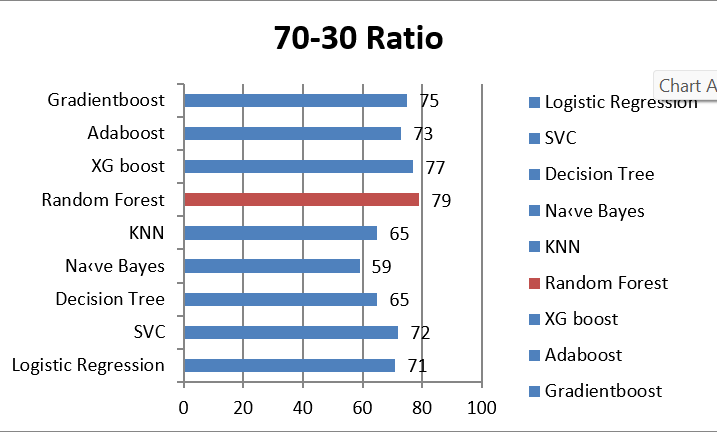 70-30 Ratio
Gradientboost 75
Adaboost 73
XG boost 77
Random Forest 79
KNN 65
Na‹ve Bayes 59
Decision Tree 65
SVC 72
Logistic Regression 71
0 20 40 60 80 100
Chart A
Logistic Regression
SVC
Decision Tree
Na‹ve Bayes
KNN
Random Forest
XG boost
Adaboost
Gradientboost